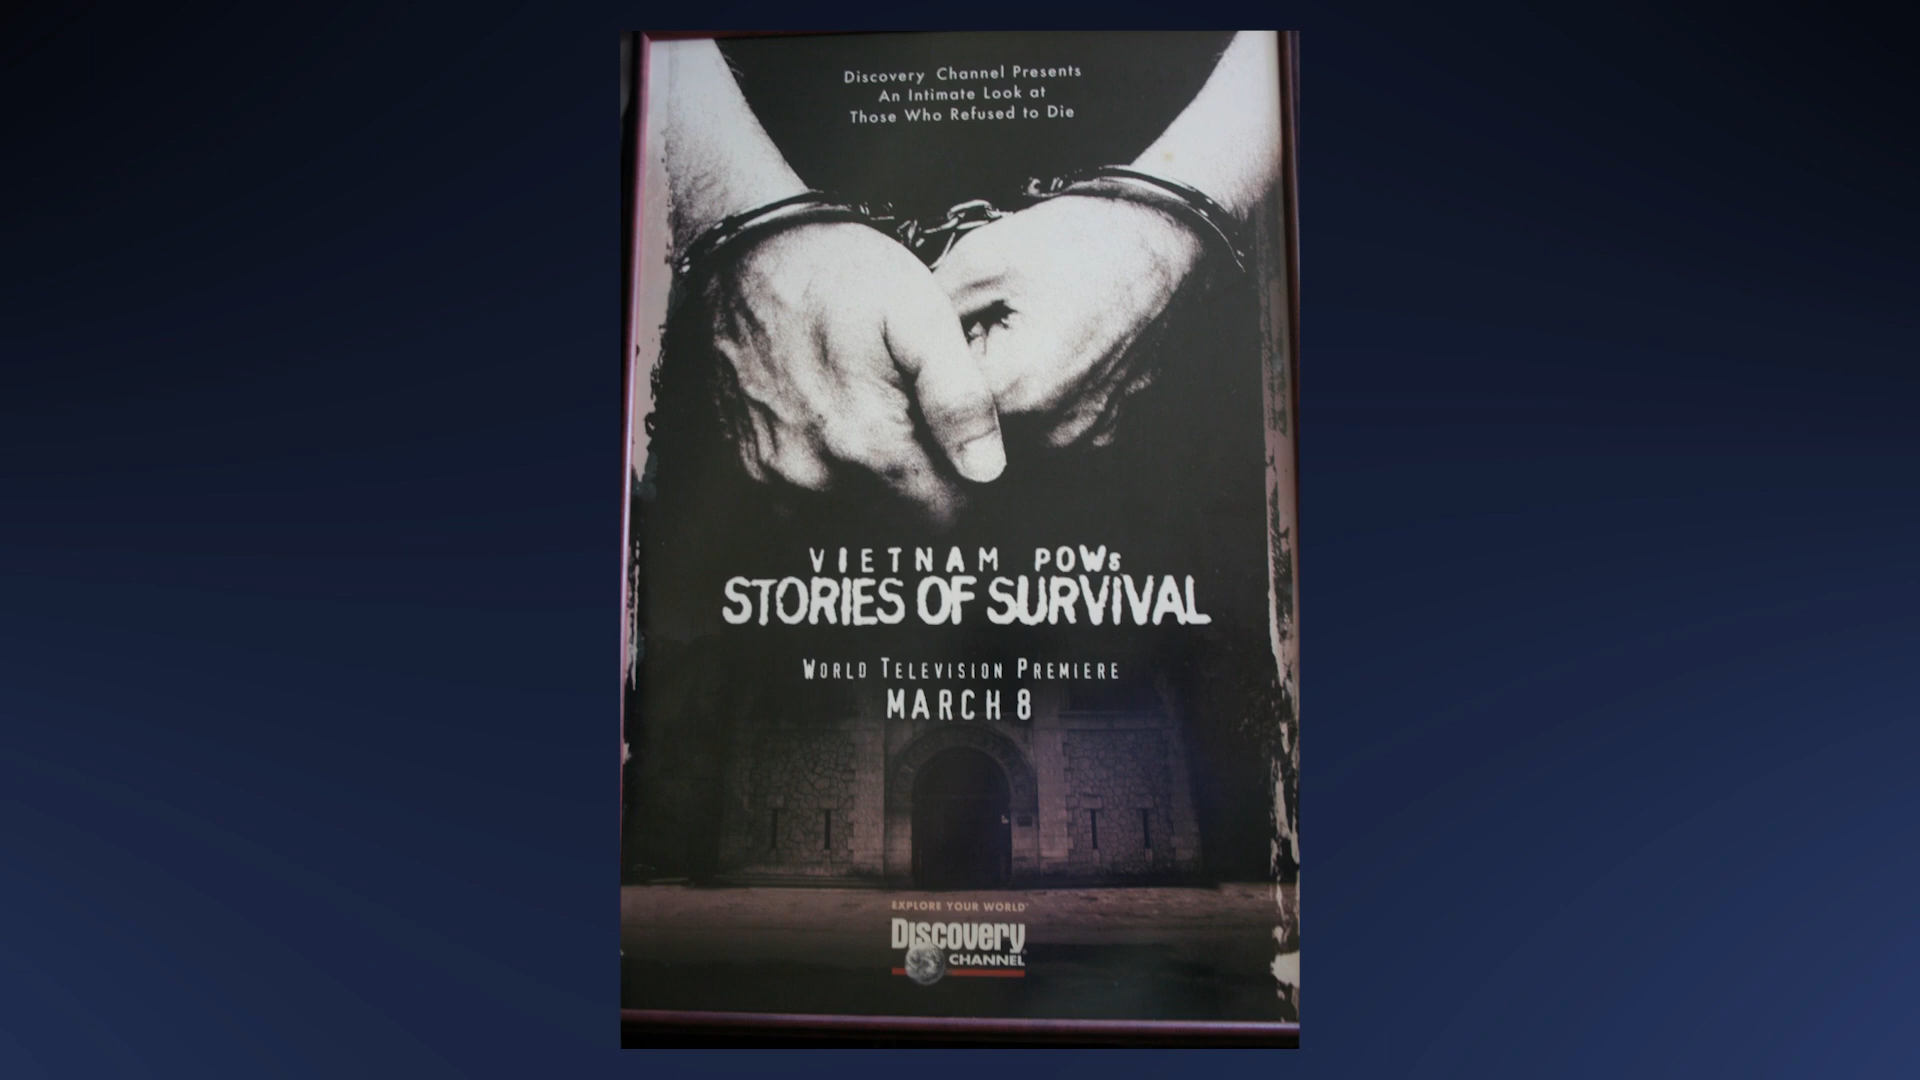 Discovery Channel Presents
An Intimate Look at
Those Who Refused to Die
VIETNAM POWs
STORIES OF SURVIVAL
WORLD TELEVISION PREMIERE
MARCH 8
EXPLORE YOUR WORLD
DISCOVERY
CHANNEL